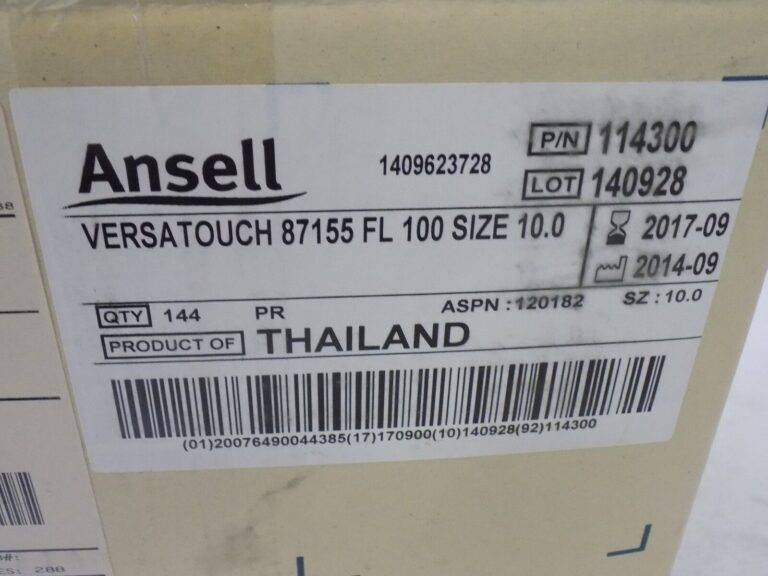 Ansell
1409623728
P/N 114300
LOT 140928
VERSATOUCH 87155 FL 100 SIZE 10.0
2017-09
2014-09
QTY 144 PR
ASPN : 120182 SZ : 10.0
PRODUCT OF THAILAND
(01)20076490044385(17)170900(10)140928(92)114300
288